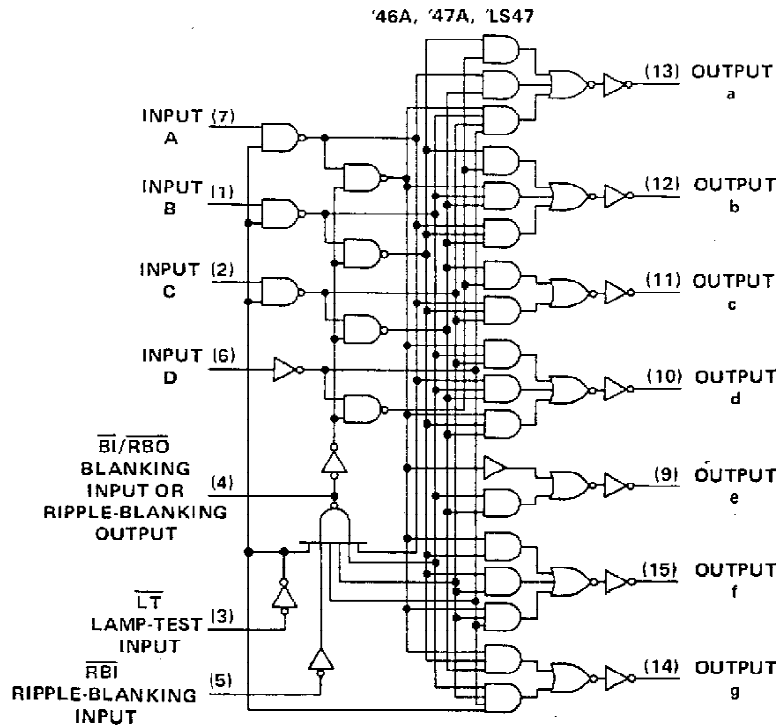 '46A, '47A, 'LS47
(13) OUTPUT
a
INPUT (7)
A
INPUT (1)
B
(12) OUTPUT
b
INPUT (2)
C
(11) OUTPUT
c
INPUT (6)
D
(10) OUTPUT
d
BI/RBO
BLANKING
INPUT OR (4)
RIPPLE-BLANKING
OUTPUT
(9) OUTPUT
e
LT
LAMP-TEST (3)
INPUT
(15) OUTPUT
f
RBI
RIPPLE-BLANKING (5)
INPUT
(14) OUTPUT
g